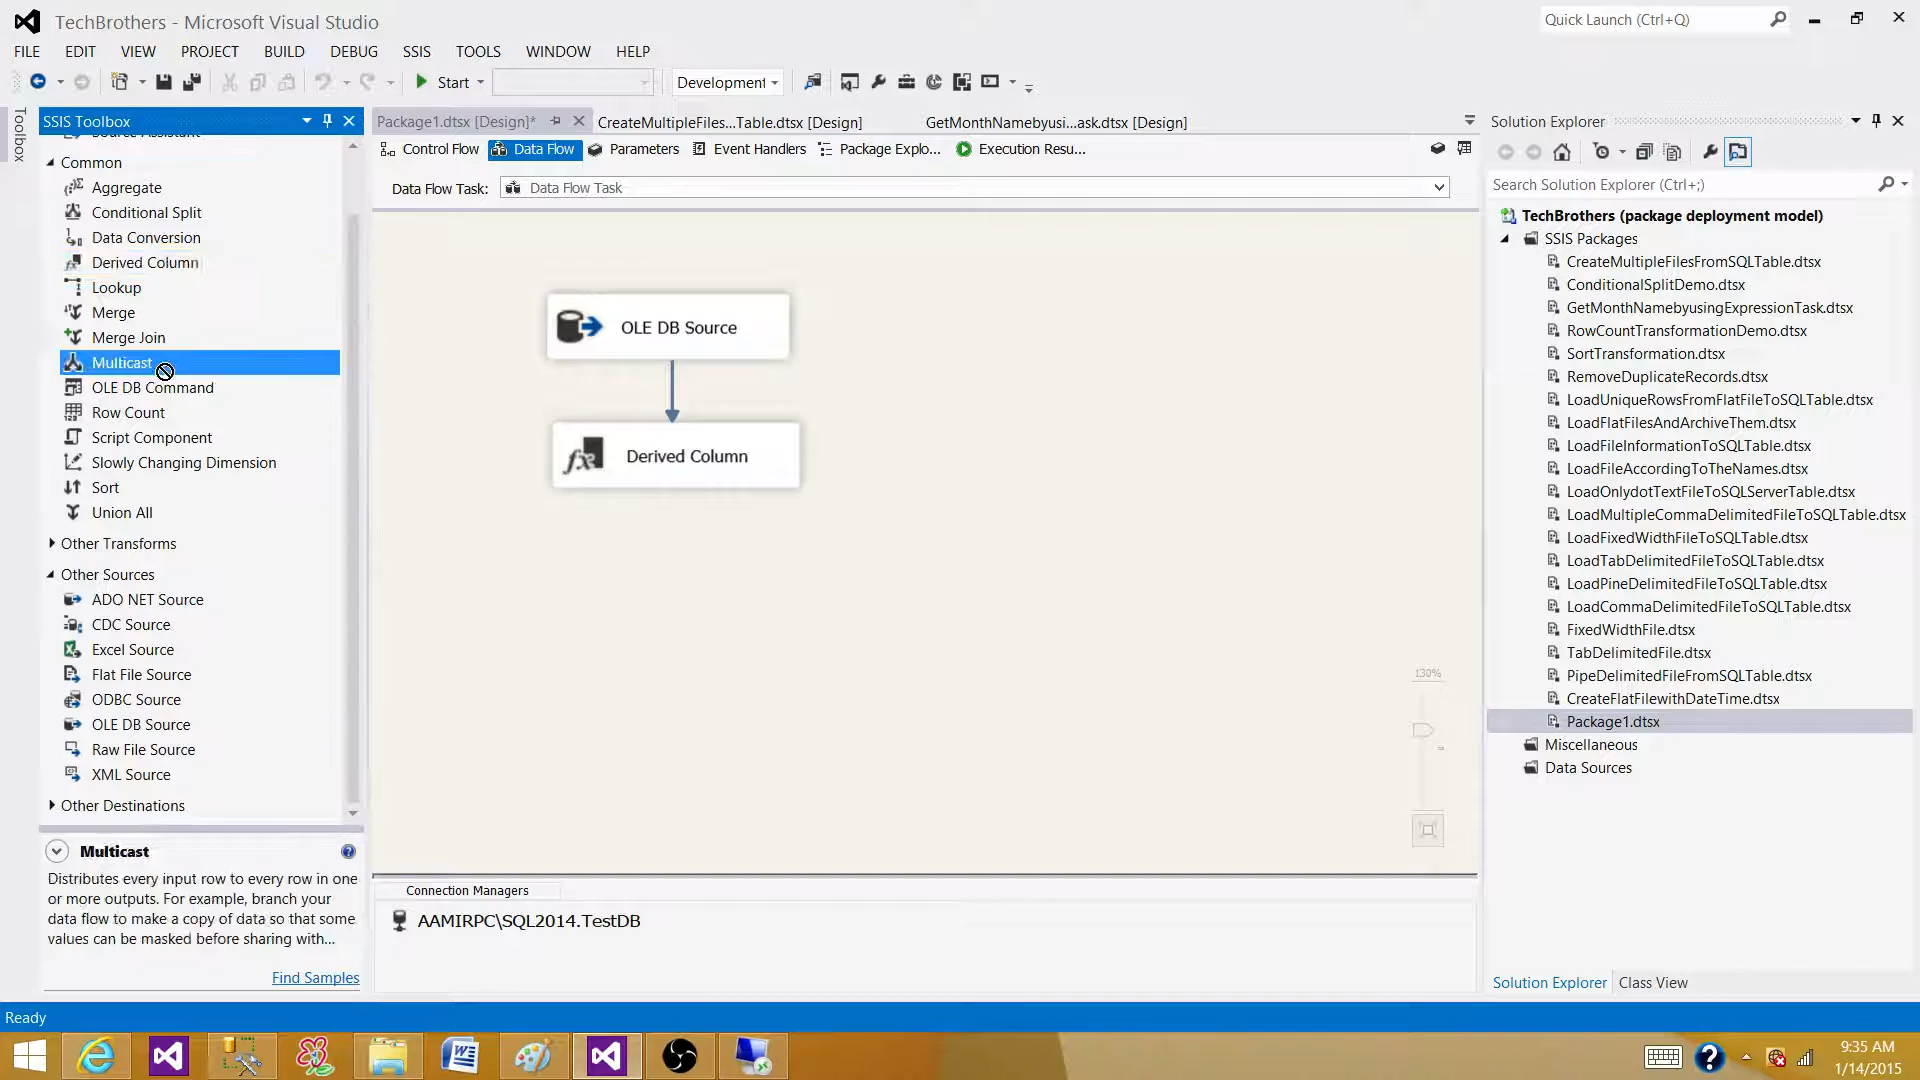 TechBrothers - Microsoft Visual Studio
Quick Launch (Ctrl+Q)
FILE EDIT VIEW PROJECT BUILD DEBUG SSIS TOOLS WINDOW HELP
Start
Development
Toolbox
SSIS Toolbox
Source Assistant
Common
Aggregate
Conditional Split
Data Conversion
Derived Column
Lookup
Merge
Merge Join
Multicast
OLE DB Command
Row Count
Script Component
Slowly Changing Dimension
Sort
Union All
Other Transforms
Other Sources
ADO NET Source
CDC Source
Excel Source
Flat File Source
ODBC Source
OLE DB Source
Raw File Source
XML Source
Other Destinations
Multicast
Distributes every input row to every row in one
or more outputs. For example, branch your
data flow to make a copy of data so that some
values can be masked before sharing with...
Find Samples
Package1.dtsx [Design]*
CreateMultipleFiles...Table.dtsx [Design]
GetMonthNamebyusi...ask.dtsx [Design]
Control Flow
Data Flow
Parameters
Event Handlers
Package Explo...
Execution Resu...
Data Flow Task:
Data Flow Task
OLE DB Source
Derived Column
130%
Connection Managers
AAMIRPC\SQL2014.TestDB
Solution Explorer
Search Solution Explorer (Ctrl+;)
TechBrothers (package deployment model)
SSIS Packages
CreateMultipleFilesFromSQLTable.dtsx
ConditionalSplitDemo.dtsx
GetMonthNamebyusingExpressionTask.dtsx
RowCountTransformationDemo.dtsx
SortTransformation.dtsx
RemoveDuplicateRecords.dtsx
LoadUniqueRowsFromFlatFileToSQLTable.dtsx
LoadFlatFilesAndArchiveThem.dtsx
LoadFileInformationToSQLTable.dtsx
LoadFileAccordingToTheNames.dtsx
LoadOnlydotTextFileToSQLServerTable.dtsx
LoadMultipleCommaDelimitedFileToSQLTable.dtsx
LoadFixedWidthFileToSQLTable.dtsx
LoadTabDelimitedFileToSQLTable.dtsx
LoadPineDelimitedFileToSQLTable.dtsx
LoadCommaDelimitedFileToSQLTable.dtsx
FixedWidthFile.dtsx
TabDelimitedFile.dtsx
PipeDelimitedFileFromSQLTable.dtsx
CreateFlatFilewithDateTime.dtsx
Package1.dtsx
Miscellaneous
Data Sources
Solution Explorer
Class View
Ready
9:35 AM
1/14/2015